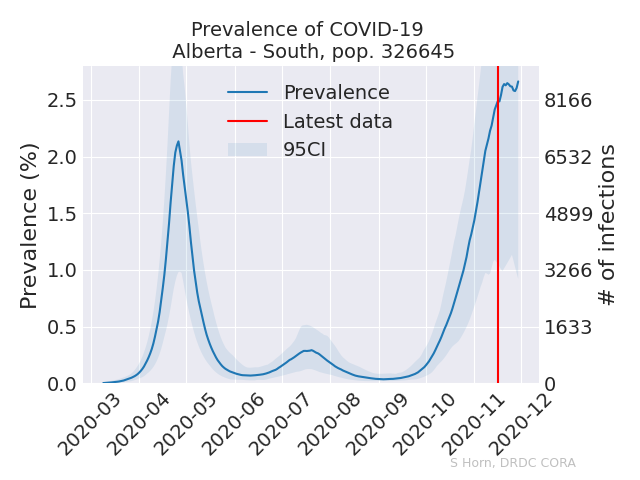 Prevalence of COVID-19
Alberta - South, pop. 326645
Prevalence (%)
2.5
2.0
1.5
1.0
0.5
0.0
Prevalence
Latest data
95CI
8166
6532
4899
3266
1633
0
# of infections
2020-03
2020-04
2020-05
2020-06
2020-07
2020-08
2020-09
2020-10
2020-11
2020-12
S Horn, DRDC CORA